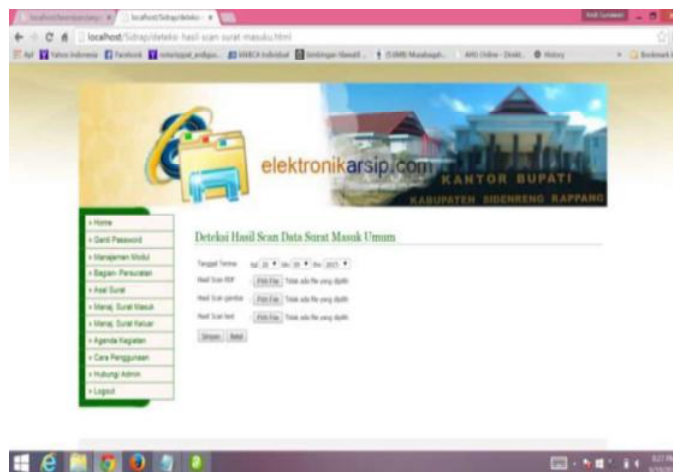 localhost/Sidrap/deteksi-hasil-scan-surat-masuku.html
Facebook
History
elektronikarsip.com
KANTOR BUPATI
KABUPATEN SIDENRENG RAPPANG
» Home
» Ganti Password
» Manajemen Modul
» Bagian Persuratan
» Asal Surat
» Manaj. Surat Masuk
» Manaj. Surat Keluar
» Agenda Kegiatan
» Cara Penggunaan
» Hubungi Admin
» Logout
Deteksi Hasil Scan Data Surat Masuk Umum
Tanggal Terima
2015
Hasil Scan PDF : Pilih File Tidak ada file yang dipilih
Hasil Scan gambar : Pilih File Tidak ada file yang dipilih
Hasil Scan text : Pilih File Tidak ada file yang dipilih
Simpan Batal